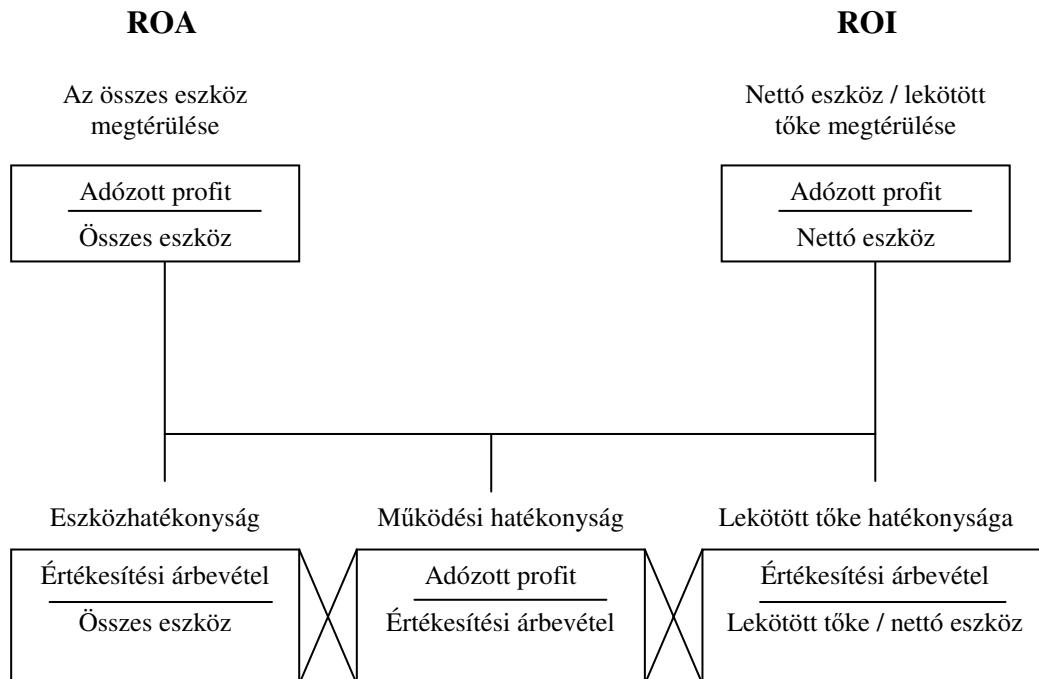 ROA
Az összes eszköz
megtérülése
Adózott profit
Összes eszköz
ROI
Nettó eszköz / lekötött
tőke megtérülése
Adózott profit
Nettó eszköz
Eszközhatékonyság
Értékesítési árbevétel
Összes eszköz
Működési hatékonyság
Adózott profit
Értékesítési árbevétel
Lekötött tőke hatékonysága
Értékesítési árbevétel
Lekötött tőke / nettó eszköz